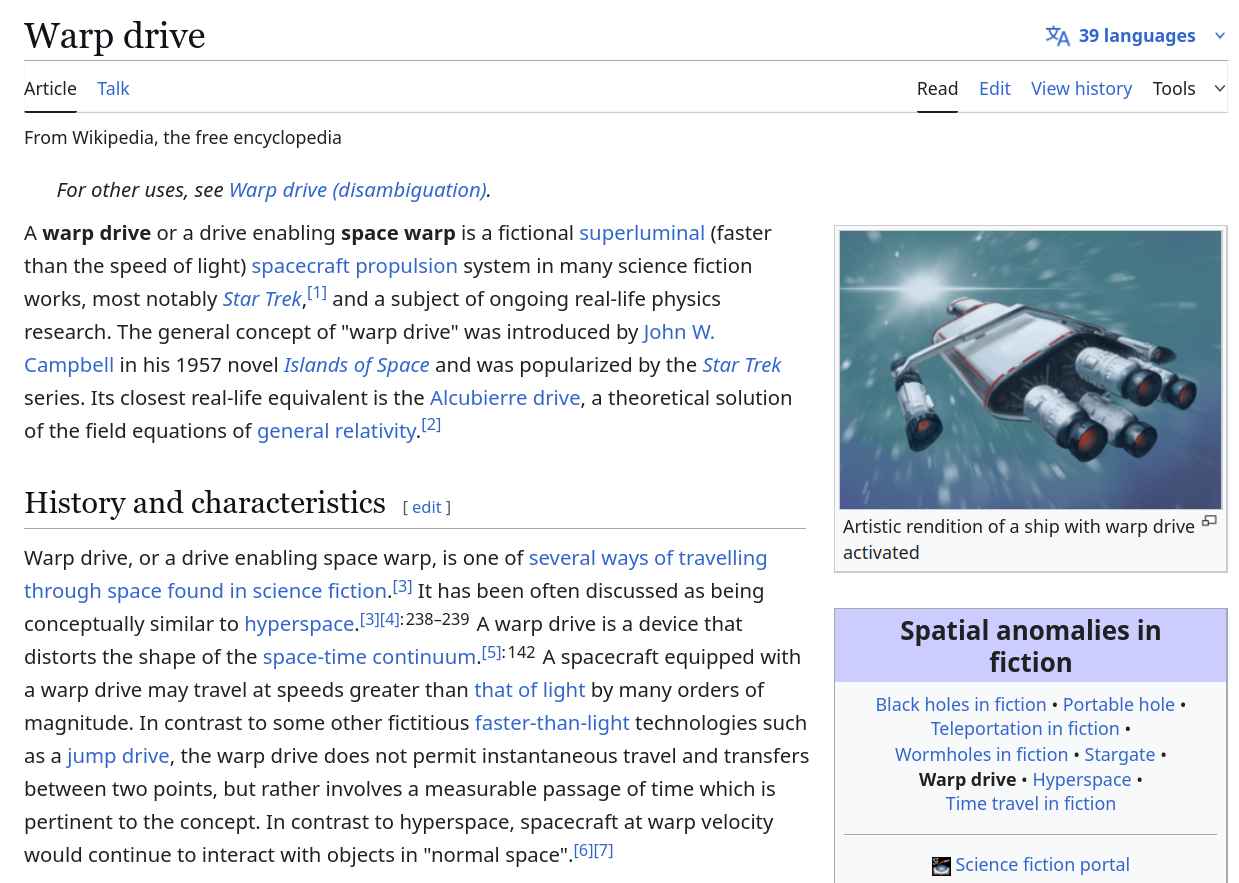 Warp drive
39 languages
Article Talk Read Edit View history Tools
From Wikipedia, the free encyclopedia
For other uses, see Warp drive (disambiguation).
A warp drive or a drive enabling space warp is a fictional superluminal (faster
than the speed of light) spacecraft propulsion system in many science fiction
works, most notably Star Trek,[1] and a subject of ongoing real-life physics
research. The general concept of "warp drive" was introduced by John W.
Campbell in his 1957 novel Islands of Space and was popularized by the Star Trek
series. Its closest real-life equivalent is the Alcubierre drive, a theoretical solution
of the field equations of general relativity.[2]
Artistic rendition of a ship with warp drive
activated
History and characteristics [ edit ]
Warp drive, or a drive enabling space warp, is one of several ways of travelling
through space found in science fiction.[3] It has been often discussed as being
conceptually similar to hyperspace.[3][4]:238–239 A warp drive is a device that
distorts the shape of the space-time continuum.[5]:142 A spacecraft equipped with
a warp drive may travel at speeds greater than that of light by many orders of
magnitude. In contrast to some other fictitious faster-than-light technologies such
as a jump drive, the warp drive does not permit instantaneous travel and transfers
between two points, but rather involves a measurable passage of time which is
pertinent to the concept. In contrast to hyperspace, spacecraft at warp velocity
would continue to interact with objects in "normal space".[6][7]
Spatial anomalies in
fiction
Black holes in fiction • Portable hole •
Teleportation in fiction •
Wormholes in fiction • Stargate •
Warp drive • Hyperspace •
Time travel in fiction
Science fiction portal